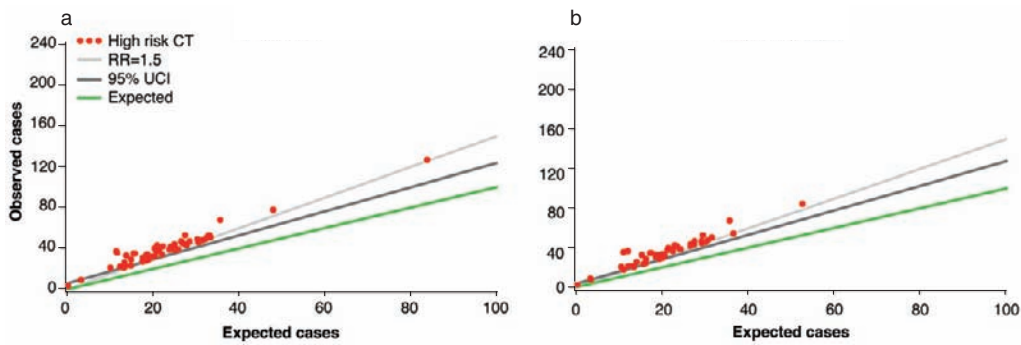 a
240
200
160
120
80
40
0
Observed cases
High risk CT
RR=1.5
95% UCI
Expected
0 20 40 60 80 100
Expected cases
b
240
200
160
120
80
40
0
0 20 40 60 80 100
Expected cases